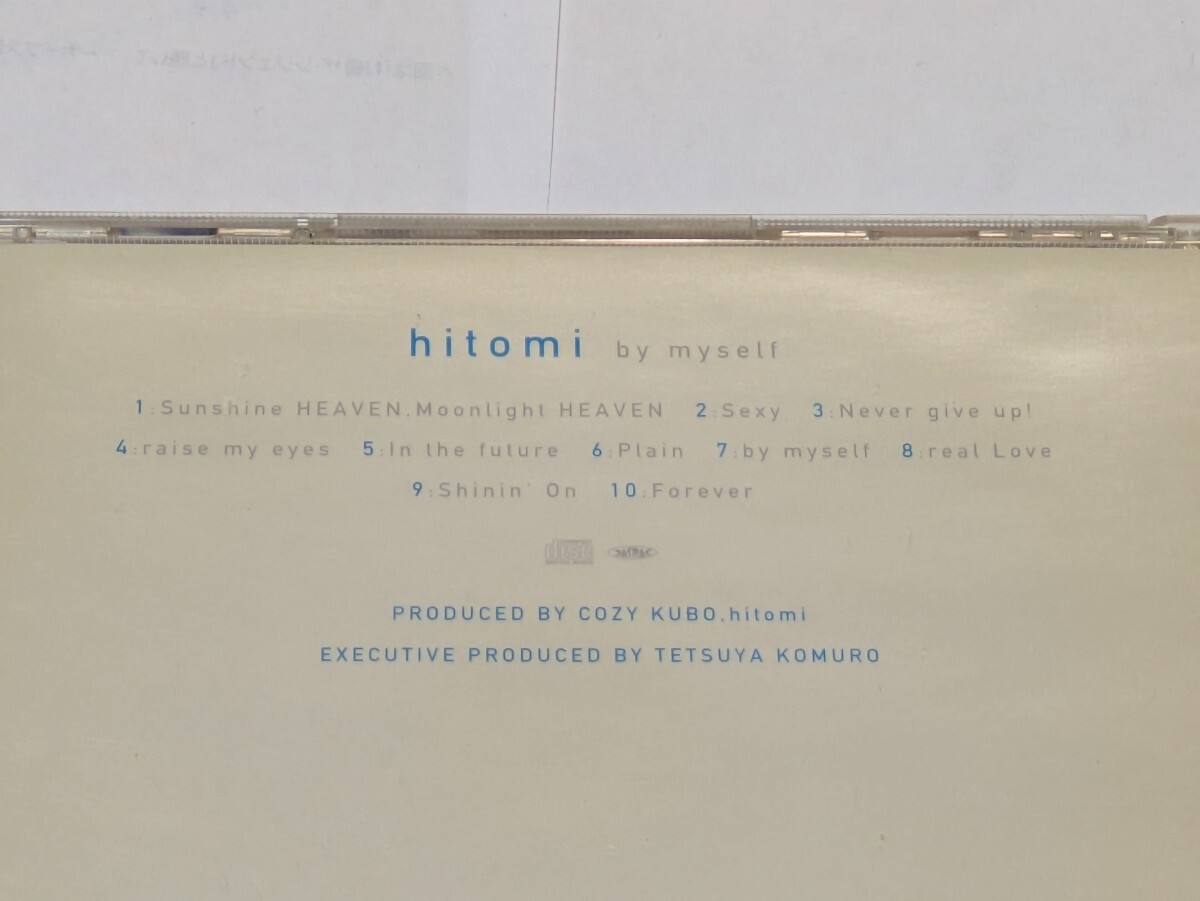 hitomi by myself
1:Sunshine HEAVEN.Moonlight HEAVEN 2:Sexy 3:Never give up!
4:raise my eyes 5:In the future 6:Plain 7:by myself 8:real Love
9:Shinin' On 10:Forever
disc JASRAC
PRODUCED BY COZY KUBO.hitomi
EXECUTIVE PRODUCED BY TETSUYA KOMURO